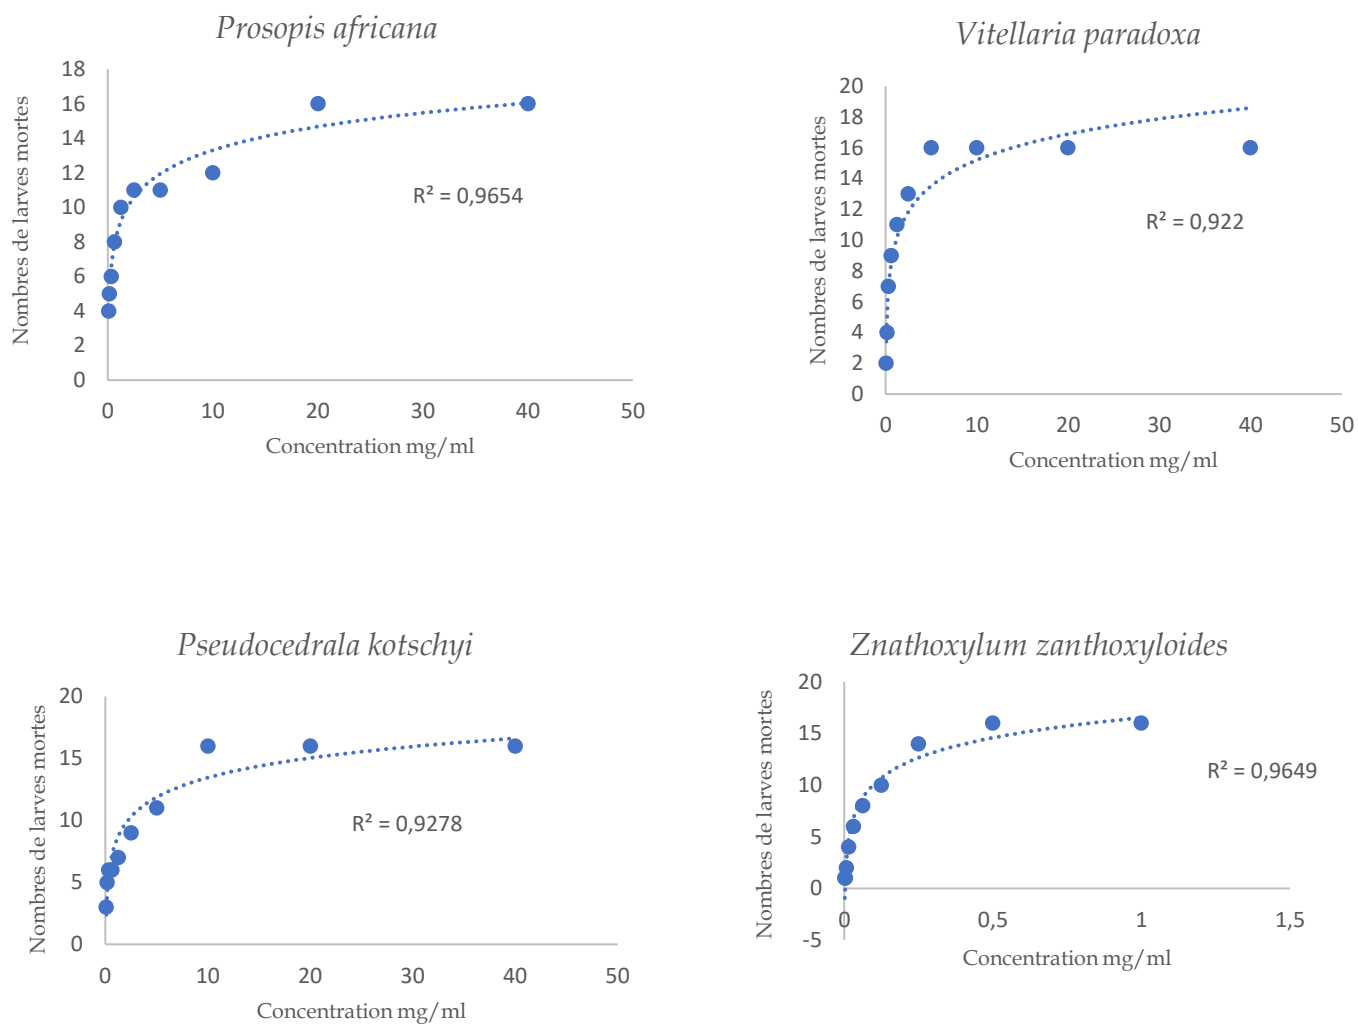 Prosopis africana
Nombres de larves mortes
18
16
14
12
10
8
6
4
2
0
R² = 0,9654
0 10 20 30 40 50
Concentration mg/ml
Vitellaria paradoxa
Nombres de larves mortes
20
18
16
14
12
10
8
6
4
2
0
R² = 0,922
0 10 20 30 40 50
Concentration mg/ml
Pseudocedrala kotschyi
Nombres de larves mortes
20
15
10
5
0
R² = 0,9278
0 10 20 30 40 50
Concentration mg/ml
Znathoxylum zanthoxyloides
Nombres de larves mortes
20
15
10
5
0
-5
R² = 0,9649
0 0,5 1 1,5
Concentration mg/ml